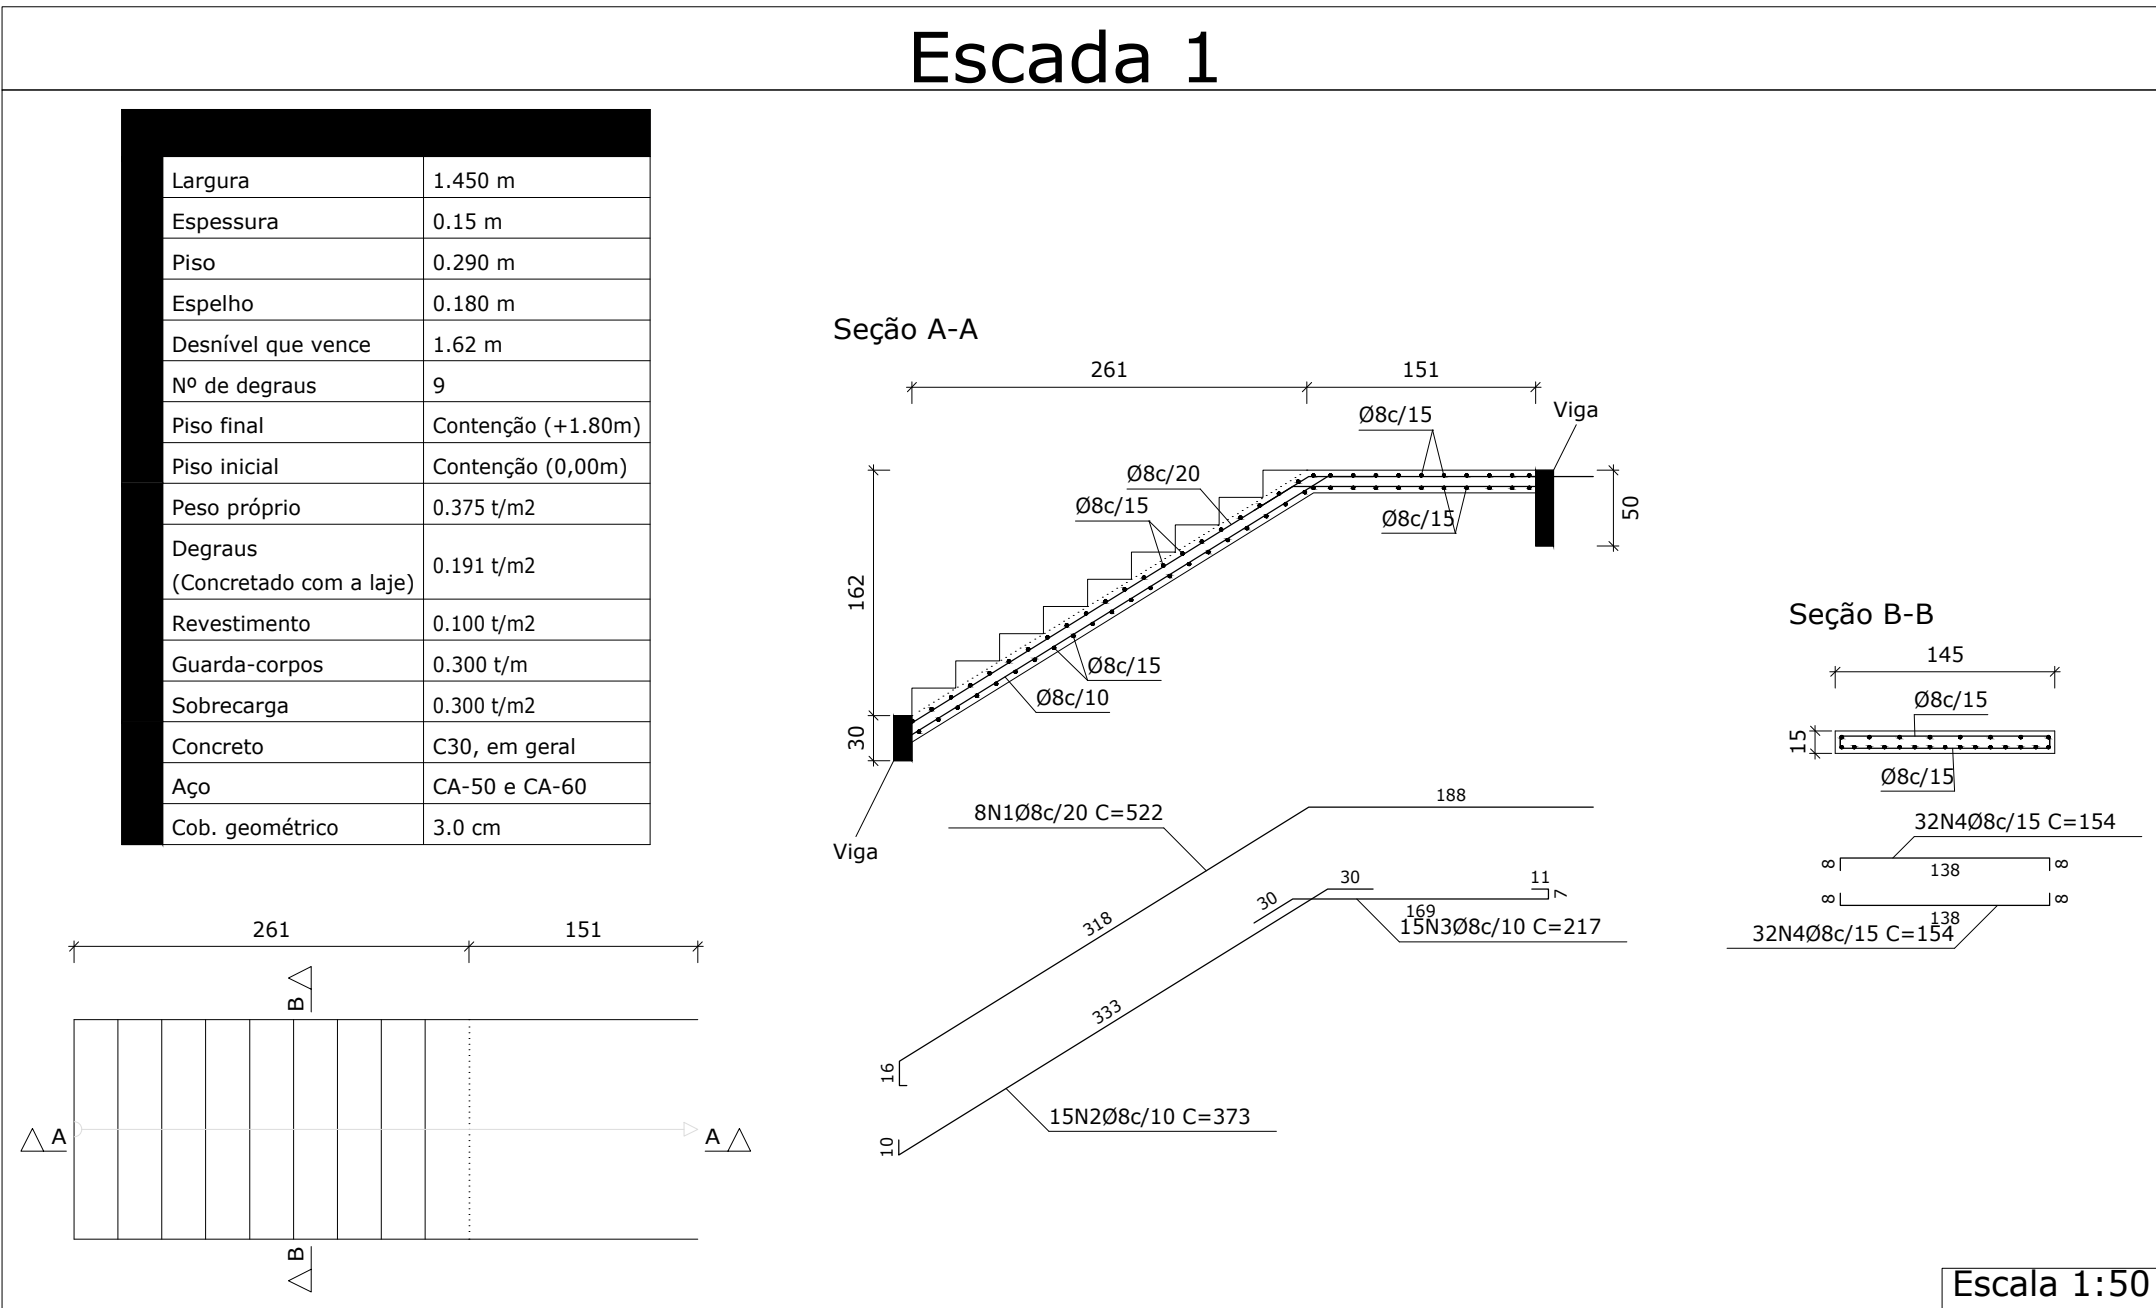 Escada 1
Largura 1.450 m
Espessura 0.15 m
Piso 0.290 m
Espelho 0.180 m
Desnível que vence 1.62 m
Nº de degraus 9
Piso final Contenção (+1.80m)
Piso inicial Contenção (0,00m)
Peso próprio 0.375 t/m2
Degraus
(Concretado com a laje) 0.191 t/m2
Revestimento 0.100 t/m2
Guarda-corpos 0.300 t/m
Sobrecarga 0.300 t/m2
Concreto C30, em geral
Aço CA-50 e CA-60
Cob. geométrico 3.0 cm
261 151
B
A A
B
Seção A-A
261 151
Viga
Ø8c/15
Ø8c/20
Ø8c/15
Ø8c/15
50
162
Ø8c/15
Ø8c/10
30
Viga
188
8N1Ø8c/20 C=522
318
16
30
30
11
7
169
15N3Ø8c/10 C=217
333
10
15N2Ø8c/10 C=373
Seção B-B
145
Ø8c/15
15
Ø8c/15
32N4Ø8c/15 C=154
8 138 8
8 138 8
32N4Ø8c/15 C=154
Escala 1:50